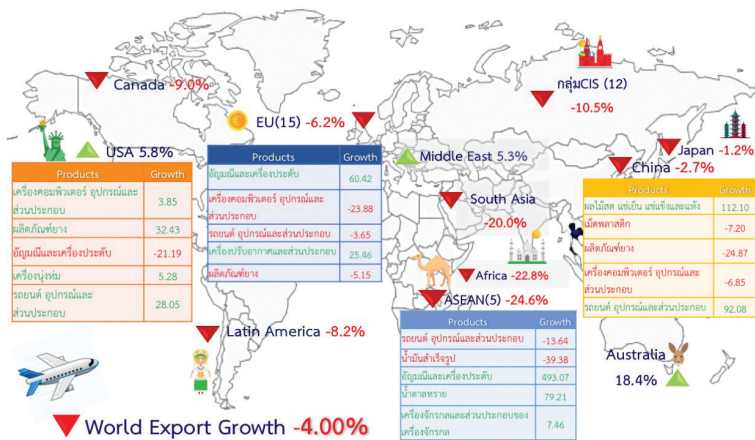 Canada -9.0%
กลุ่มCIS (12)
-10.5%
EU(15) -6.2%
USA 5.8%
Products Growth
เครื่องคอมพิวเตอร์ อุปกรณ์และ
ส่วนประกอบ
3.85
ผลิตภัณฑ์ยาง 32.43
อัญมณีและเครื่องประดับ -21.19
เครื่องนุ่งห่ม 5.28
รถยนต์ อุปกรณ์และ
ส่วนประกอบ
28.05
Products Growth
อัญมณีและเครื่องประดับ 60.42
เครื่องคอมพิวเตอร์ อุปกรณ์และ
ส่วนประกอบ
-23.88
รถยนต์ อุปกรณ์และส่วนประกอบ -3.65
เครื่องปรับอากาศและส่วนประกอบ 25.46
ผลิตภัณฑ์ยาง -5.15
Middle East 5.3%
Japan -1.2%
China -2.7%
South Asia
-20.0%
Products Growth
ผลไม้สด แช่เย็น แช่แข็งและแห้ง 112.10
เม็ดพลาสติก -7.20
ผลิตภัณฑ์ยาง -24.87
เครื่องคอมพิวเตอร์ อุปกรณ์และ
ส่วนประกอบ
-6.85
รถยนต์ อุปกรณ์และส่วนประกอบ 92.08
Africa -22.8%
ASEAN(5) -24.6%
Products Growth
รถยนต์ อุปกรณ์และส่วนประกอบ -13.64
น้ำมันสำเร็จรูป -39.38
อัญมณีและเครื่องประดับ 493.07
น้ำตาลทราย 79.21
เครื่องจักรกลและส่วนประกอบของ
เครื่องจักรกล
7.46
Latin America -8.2%
Australia
18.4%
World Export Growth -4.00%